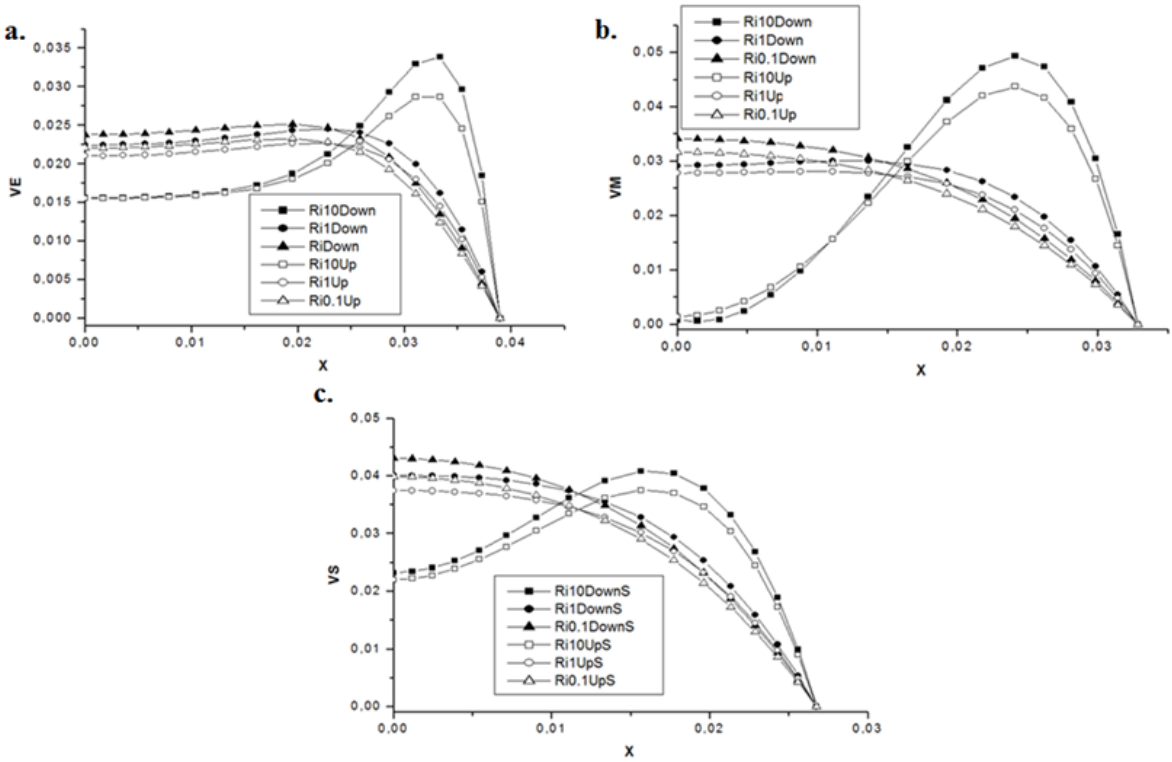 a.
VE
0,035
0,030
0,025
0,020
0,015
0,010
0,005
0,000
Ri10Down
Ri1Down
RiDown
Ri10Up
Ri1Up
Ri0.1Up
0,00 0,01 0,02 0,03 0,04
X
b.
VM
0,05
0,04
0,03
0,02
0,01
0,00
Ri10Down
Ri1Down
Ri0.1Down
Ri10Up
Ri1Up
Ri0.1Up
0,00 0,01 0,02 0,03
X
c.
VS
0,05
0,04
0,03
0,02
0,01
0,00
Ri10DownS
Ri1DownS
Ri0.1DownS
Ri10UpS
Ri1UpS
Ri0.1UpS
0,00 0,01 0,02 0,03
X